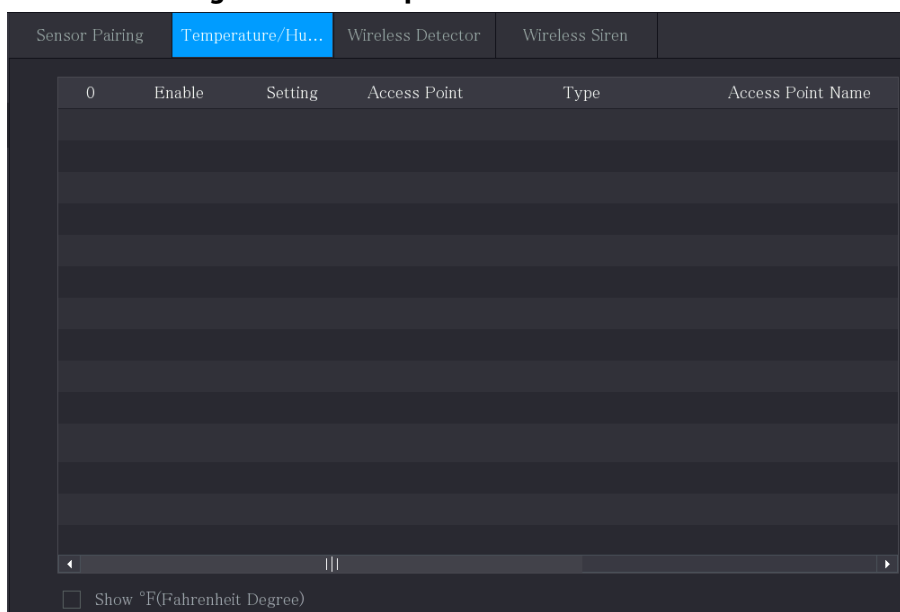 Sensor Pairing Temperature/Hu... Wireless Detector Wireless Siren
0 Enable Setting Access Point Type Access Point Name
Show °F(Fahrenheit Degree)